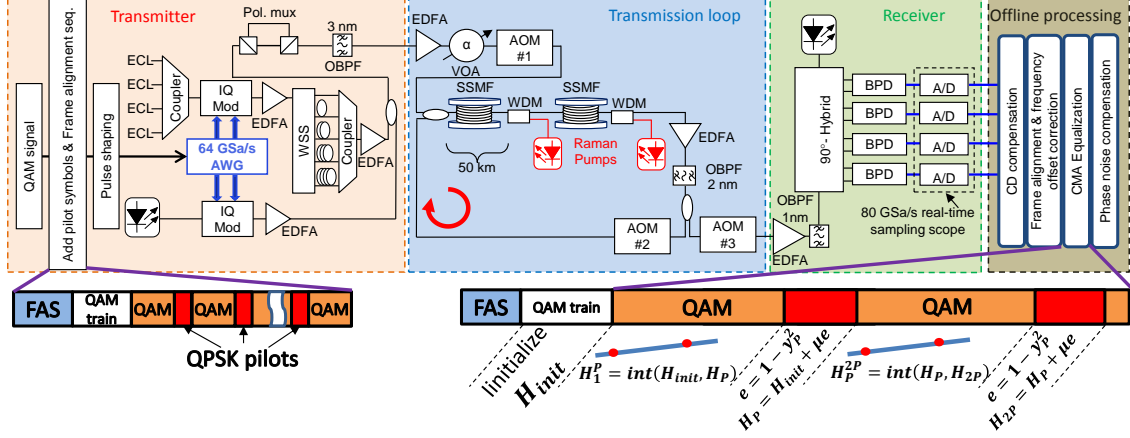 Transmitter
Transmission loop
Receiver
Offline processing
QAM signal
Add pilot symbols & Frame alignment seq.
Pulse shaping
Pol. mux
3 nm
OBPF
ECL
ECL
ECL
ECL
Coupler
IQ
Mod
EDFA
64 GSa/s
AWG
IQ
Mod
EDFA
WSS
Coupler
EDFA
EDFA
α
VOA
AOM
#1
SSMF
WDM
SSMF
WDM
50 km
Raman
Pumps
EDFA
OBPF
2 nm
AOM
#2
AOM
#3
EDFA
OBPF
1nm
90°- Hybrid
BPD
A/D
BPD
A/D
BPD
A/D
BPD
A/D
80 GSa/s real-time
sampling scope
CD compensation
Frame alignment & frequency
offset correction
CMA Equalization
Phase noise compensation
FAS
QAM
train
QAM
QAM
QAM
QPSK pilots
FAS
QAM train
QAM
QAM
Iinitialize
H_init
H_1^P = int(H_init, H_P)
e = 1 − y_P^2
H_P = H_init + μe
H_P^2P = int(H_P, H_2P)
e = 1 − y_P^2
H_2P = H_P + μe